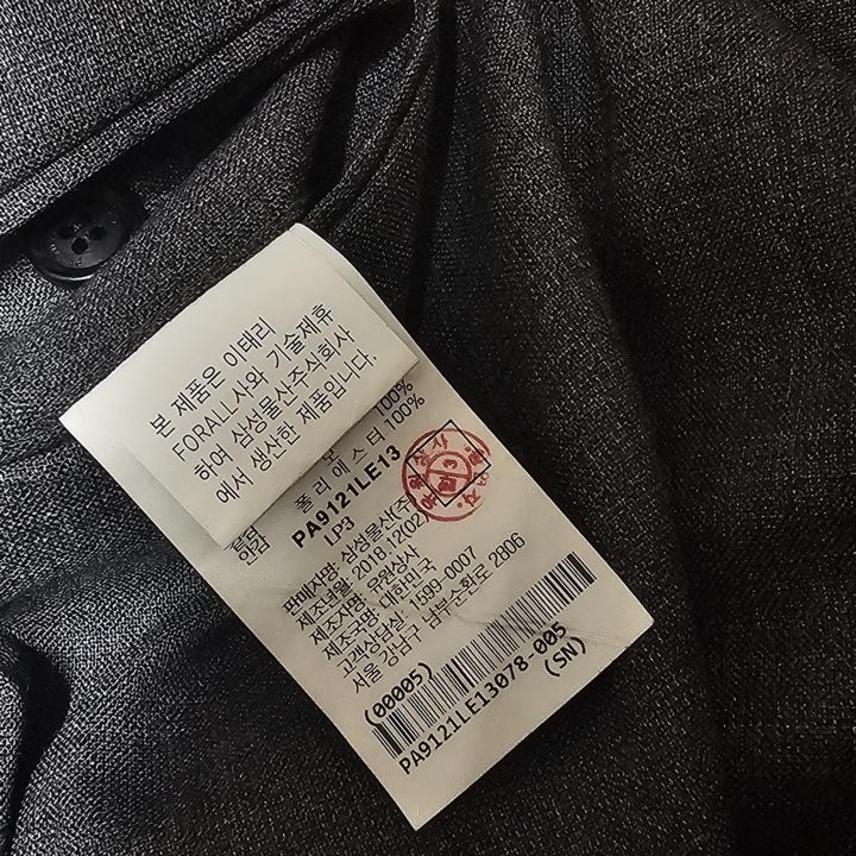 본 제품은 이태리
FORALL사와 기술제휴
하여 삼성물산주식회사
에서 생산한 제품입니다.
모 100%
폴리에스터 100%
안감
PA9121LE13
LP3
판매자명: 삼성물산(주)
제조년월: 2018.12(02)
제조자명: 우원상사
제조국명: 대한민국
고객상담실: 1599-0007
서울 강남구 남부순환로 2806
(00005)
PA9121LE13078-005
(SN)